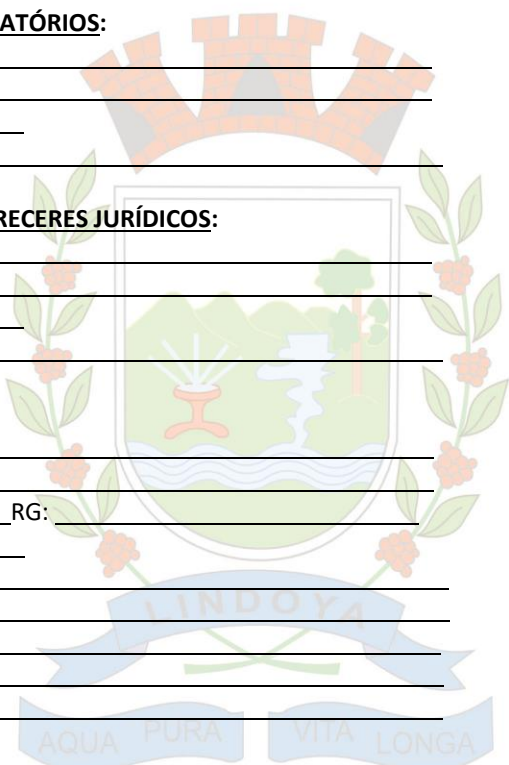 ATÓRIOS:
RECERES JURÍDICOS:
RG:
LINDOYA
AQUA PURA VITA LONGA